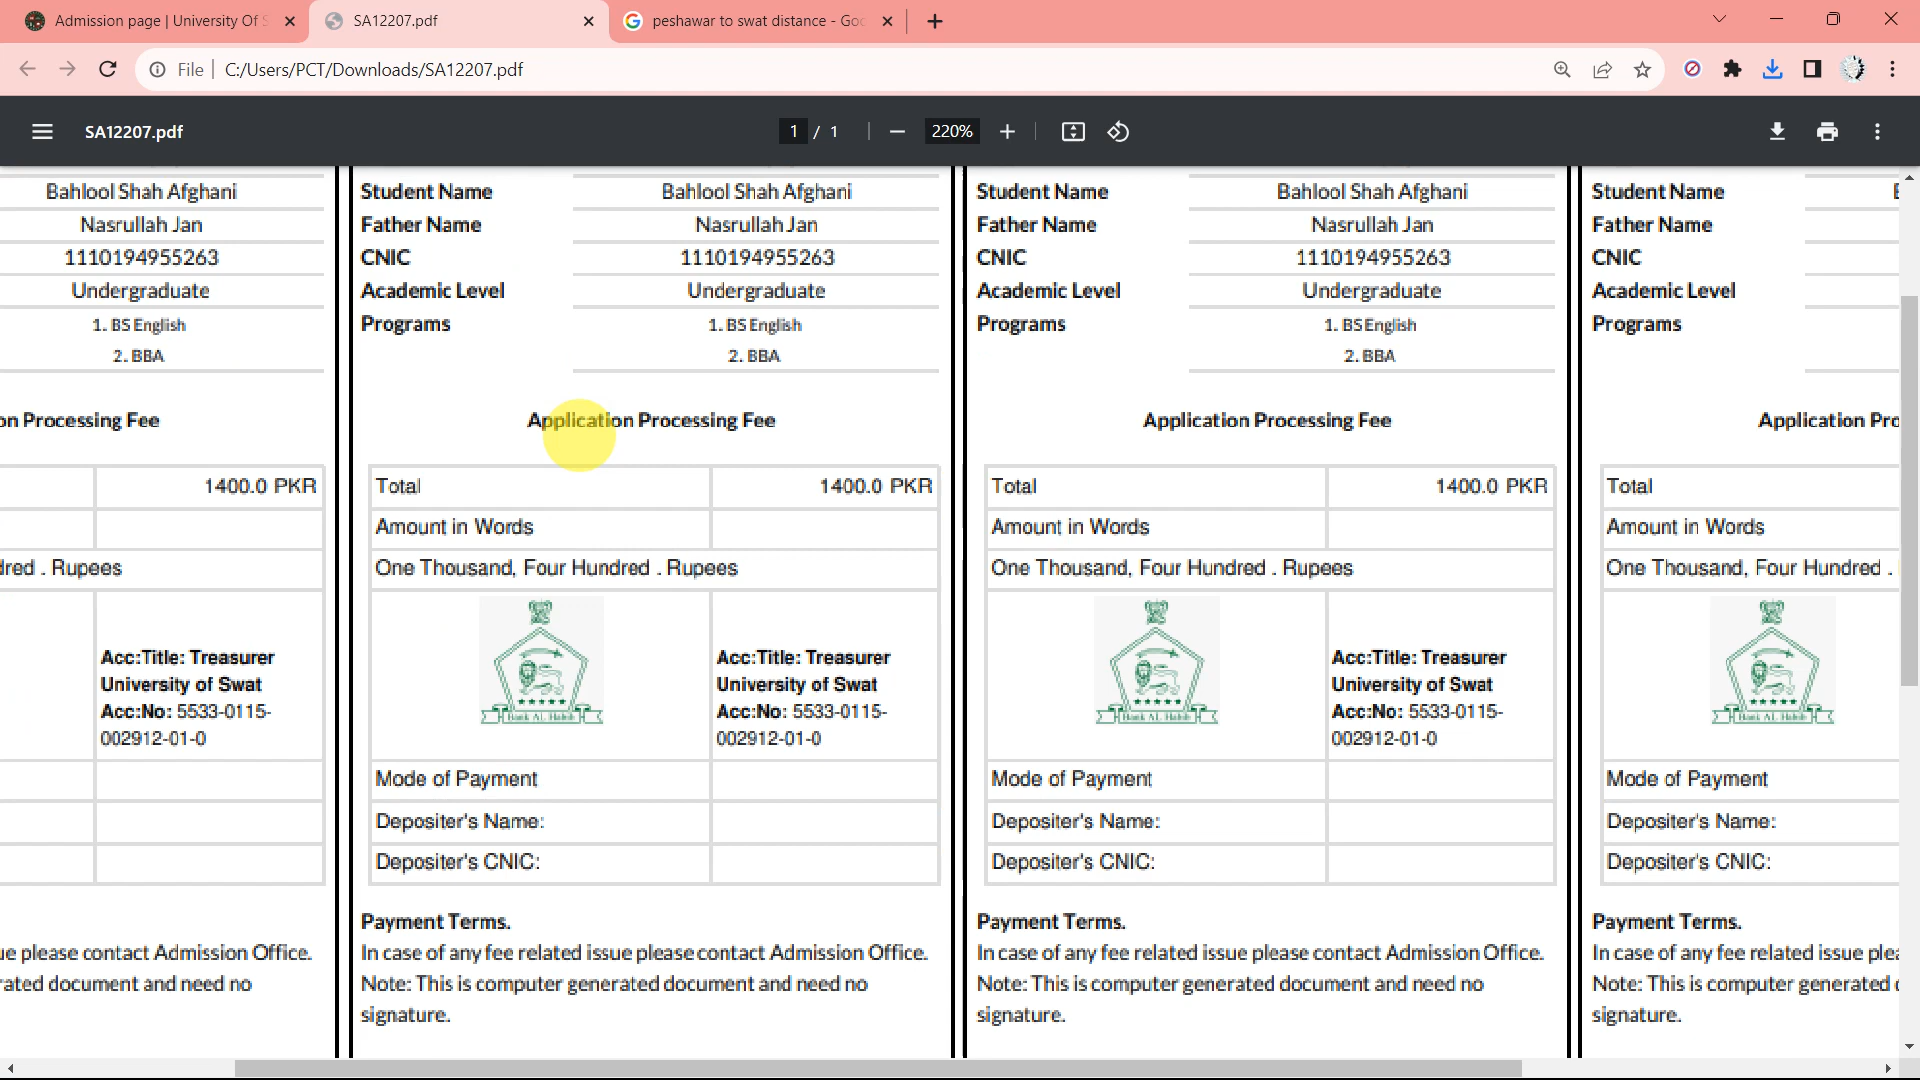 Admission page | University Of S
SA12207.pdf
peshawar to swat distance - Goo
File
C:/Users/PCT/Downloads/SA12207.pdf
SA12207.pdf
1 / 1
220%
Bahlool Shah Afghani
Nasrullah Jan
1110194955263
Undergraduate
1. BS English
2. BBA
on Processing Fee
1400.0 PKR
dred . Rupees
Acc:Title: Treasurer
University of Swat
Acc:No: 5533-0115-
002912-01-0
ue please contact Admission Office.
rated document and need no
Student Name Bahlool Shah Afghani
Father Name Nasrullah Jan
CNIC 1110194955263
Academic Level Undergraduate
Programs 1. BS English
2. BBA
Application Processing Fee
Total 1400.0 PKR
Amount in Words
One Thousand, Four Hundred . Rupees
Bank AL Habib
Acc:Title: Treasurer
University of Swat
Acc:No: 5533-0115-
002912-01-0
Mode of Payment
Depositer's Name:
Depositer's CNIC:
Payment Terms.
In case of any fee related issue please contact Admission Office.
Note: This is computer generated document and need no
signature.
Student Name Bahlool Shah Afghani
Father Name Nasrullah Jan
CNIC 1110194955263
Academic Level Undergraduate
Programs 1. BS English
2. BBA
Application Processing Fee
Total 1400.0 PKR
Amount in Words
One Thousand, Four Hundred . Rupees
Bank AL Habib
Acc:Title: Treasurer
University of Swat
Acc:No: 5533-0115-
002912-01-0
Mode of Payment
Depositer's Name:
Depositer's CNIC:
Payment Terms.
In case of any fee related issue please contact Admission Office.
Note: This is computer generated document and need no
signature.
Student Name
Father Name
CNIC
Academic Level
Programs
Application Pro
Total
Amount in Words
One Thousand, Four Hundred .
Bank AL Habib
Mode of Payment
Depositer's Name:
Depositer's CNIC:
Payment Terms.
In case of any fee related issue plea
Note: This is computer generated
signature.